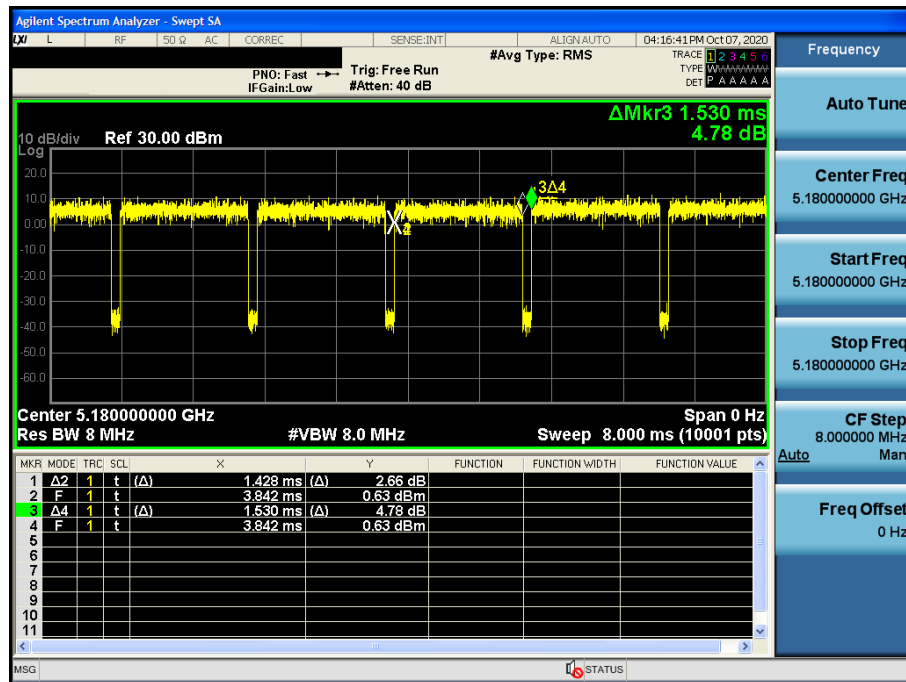 Agilent Spectrum Analyzer - Swept SA
LXI L RF 50 Ω AC CORREC SENSE:INT ALIGN AUTO 04:16:41 PM Oct 07, 2020
#Avg Type: RMS
TRACE 1 2 3 4 5 6
PNO: Fast
Trig: Free Run
TYPE WWWWWW
IFGain:Low
#Atten: 40 dB
DET P A A A A A
ΔMkr3 1.530 ms
4.78 dB
10 dB/div Ref 30.00 dBm
Log
20.0
10.0
0.00
-10.0
-20.0
-30.0
-40.0
-50.0
-60.0
3Δ4
Center 5.180000000 GHz Span 0 Hz
Res BW 8 MHz #VBW 8.0 MHz Sweep 8.000 ms (10001 pts)
MKR MODE TRC SCL X Y FUNCTION FUNCTION WIDTH FUNCTION VALUE
1 Δ2 1 t (Δ) 1.428 ms (Δ) 2.66 dB
2 F 1 t 3.842 ms 0.63 dBm
3 Δ4 1 t (Δ) 1.530 ms (Δ) 4.78 dB
4 F 1 t 3.842 ms 0.63 dBm
5
6
7
8
9
10
11
MSG STATUS
Frequency
Auto Tune
Center Freq
5.180000000 GHz
Start Freq
5.180000000 GHz
Stop Freq
5.180000000 GHz
CF Step
8.000000 MHz
Auto Man
Freq Offset
0 Hz